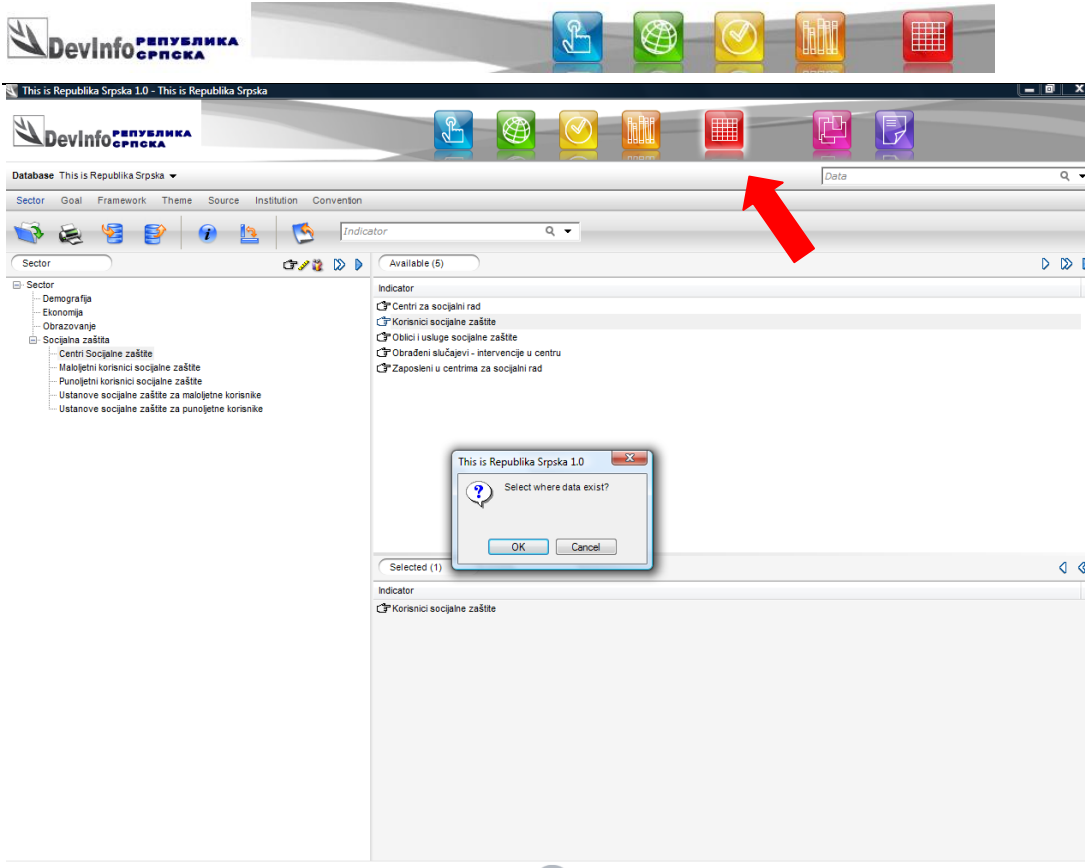 DevInfo РЕПУБЛИКА СРПСКА
This is Republika Srpska 1.0 - This is Republika Srpska
DevInfo РЕПУБЛИКА СРПСКА
Database This is Republika Srpska
Data
Sector Goal Framework Theme Source Institution Convention
Indicator
Sector
Available (5)
Sector
Demografija
Ekonomija
Obrazovanje
Socijalna zaštita
Centri Socijalne zaštite
Maloljetni korisnici socijalne zaštite
Punoljetni korisnici socijalne zaštite
Ustanove socijalne zaštite za maloljetne korisnike
Ustanove socijalne zaštite za punoljetne korisnike
Indicator
Centri za socijalni rad
Korisnici socijalne zaštite
Oblici i usluge socijalne zaštite
Obrađeni slučajevi - intervencije u centru
Zaposleni u centrima za socijalni rad
This is Republika Srpska 1.0
Select where data exist?
OK Cancel
Selected (1)
Indicator
Korisnici socijalne zaštite